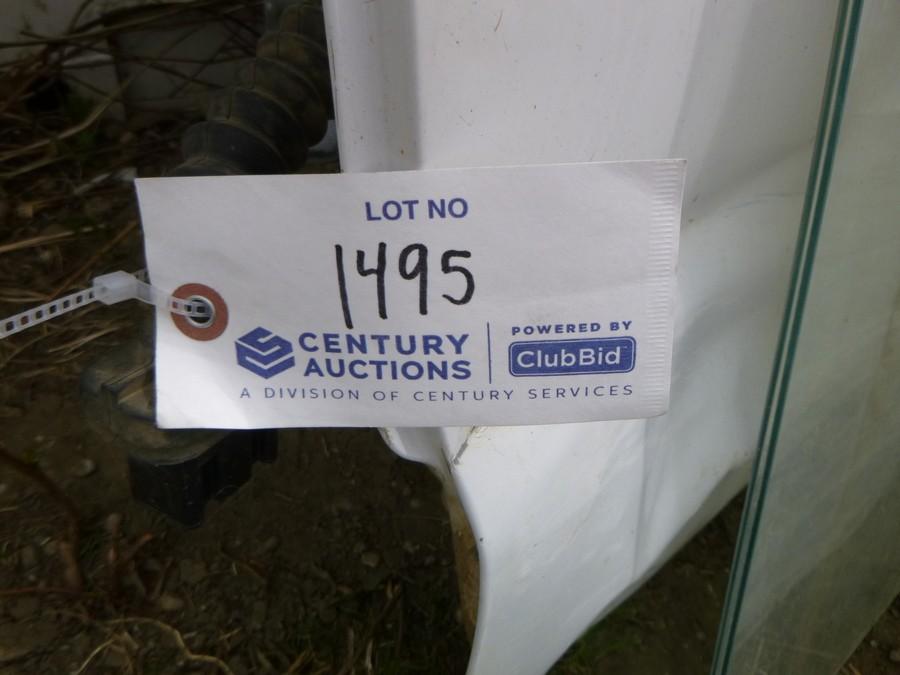 LOT NO
1495
CENTURY AUCTIONS
POWERED BY
ClubBid
A DIVISION OF CENTURY SERVICES